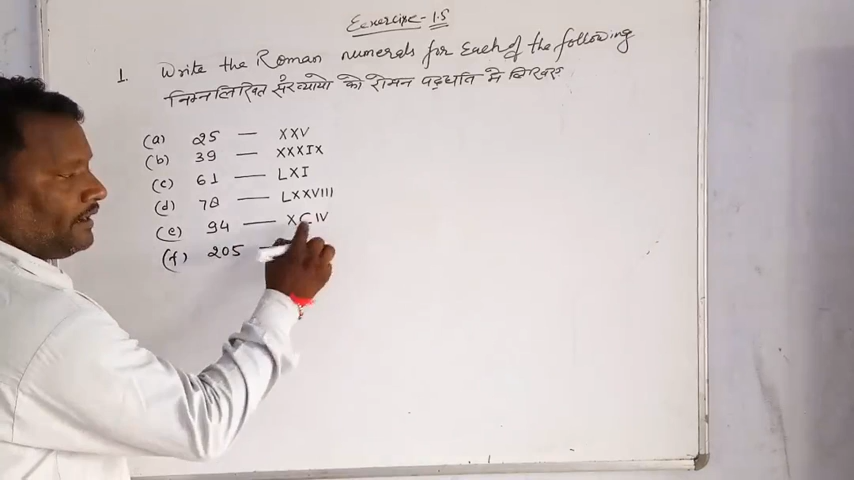 Exercise-1.5
1. Write the Roman numerals for Each of the following
निम्नलिखित संख्यायो को रोमन पद्धति मे लिखिए
(a) 25 — XXV
(b) 39 — XXXIX
(c) 61 — LXI
(d) 78 — LXXVIII
(e) 94 — XCIV
(f) 205 —